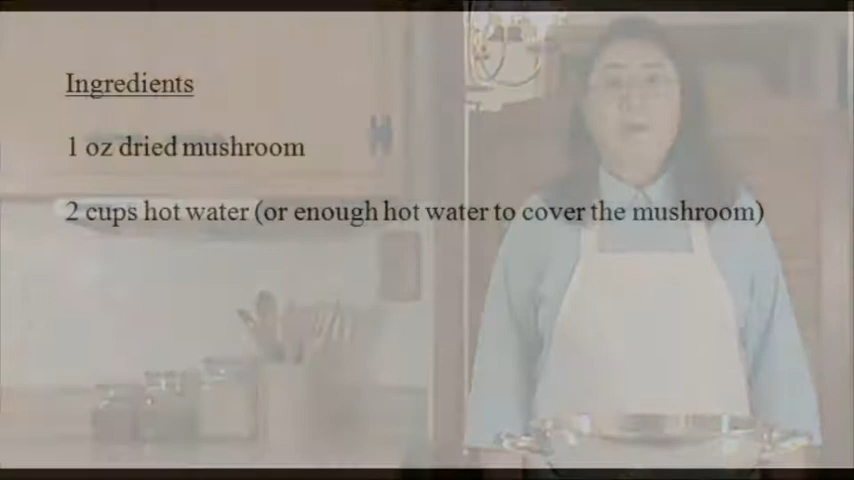 Ingredients
1 oz dried mushroom
2 cups hot water (or enough hot water to cover the mushroom)